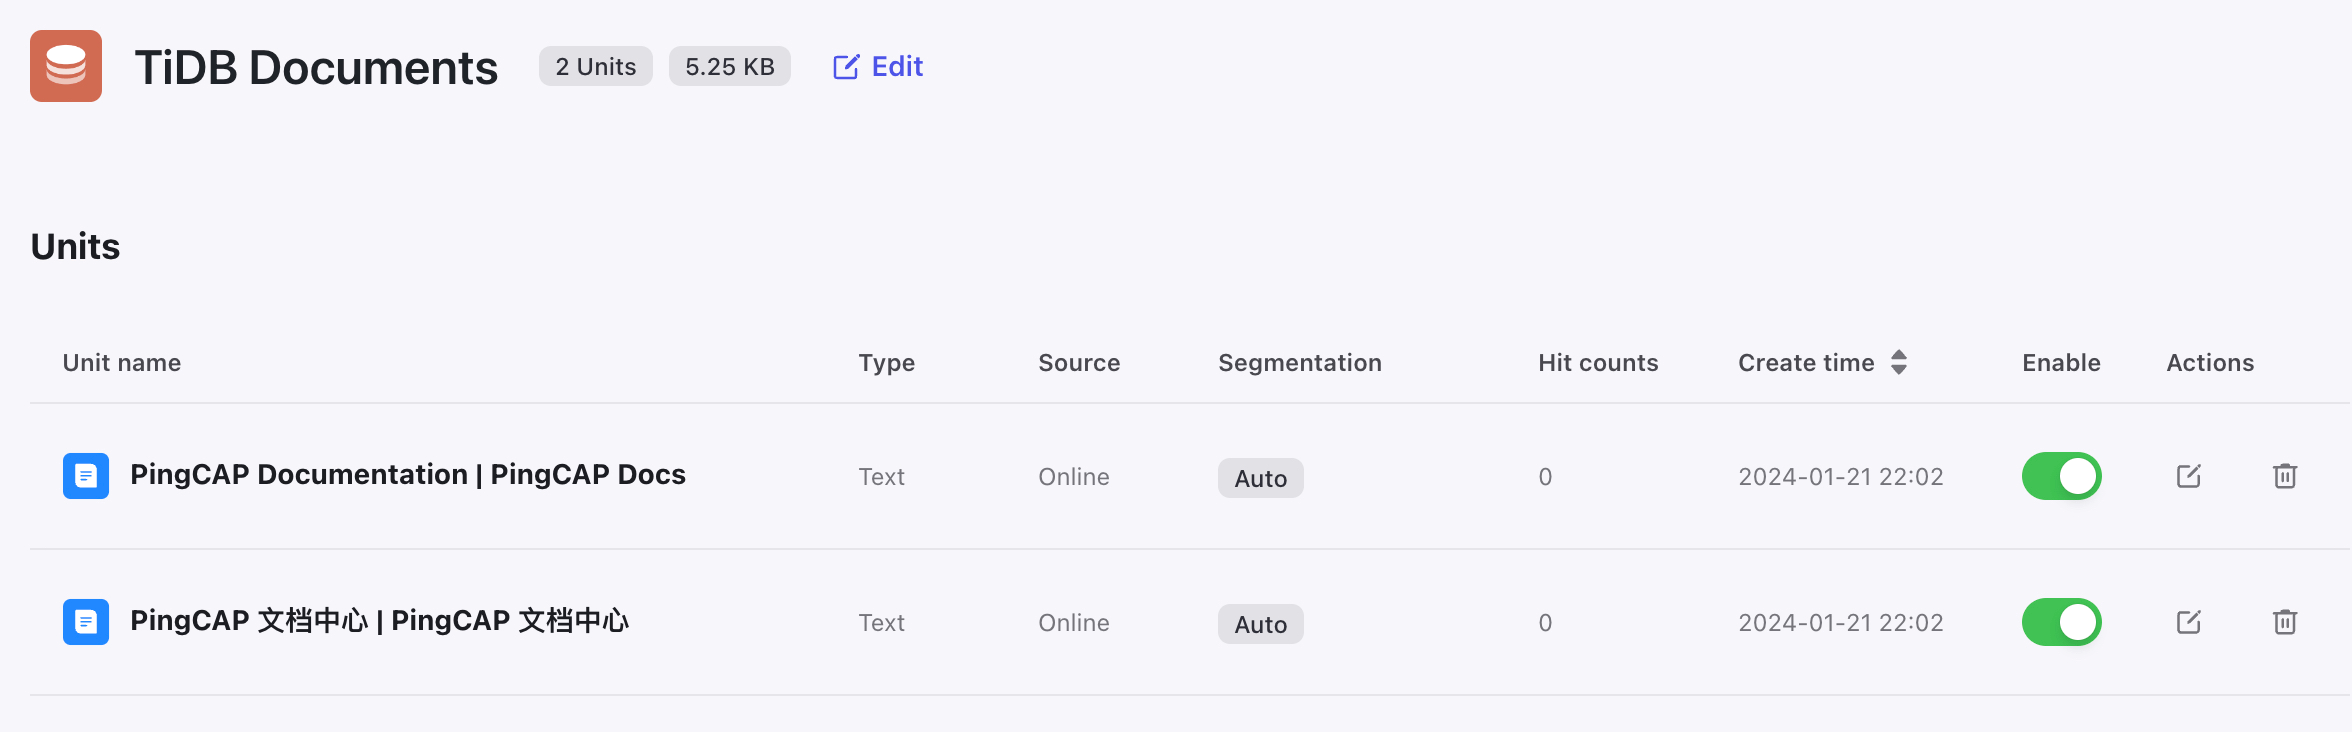 TiDB Documents 2 Units 5.25 KB Edit
Units
Unit name Type Source Segmentation Hit counts Create time Enable Actions
PingCAP Documentation | PingCAP Docs Text Online Auto 0 2024-01-21 22:02
PingCAP 文档中心 | PingCAP 文档中心 Text Online Auto 0 2024-01-21 22:02